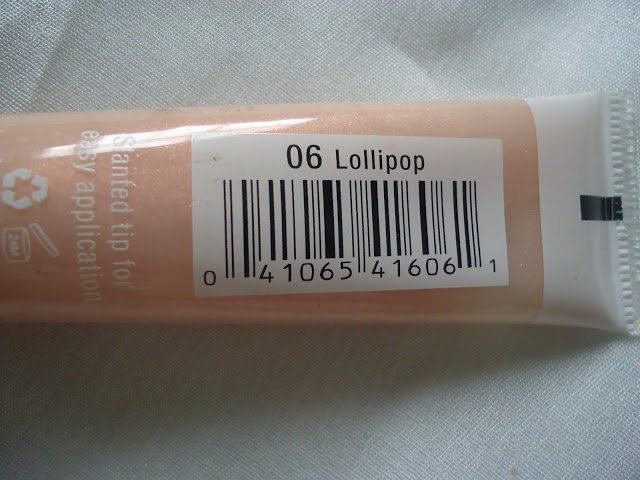 06 Lollipop
0 41065 41606 1
Slanted tip for
easy application